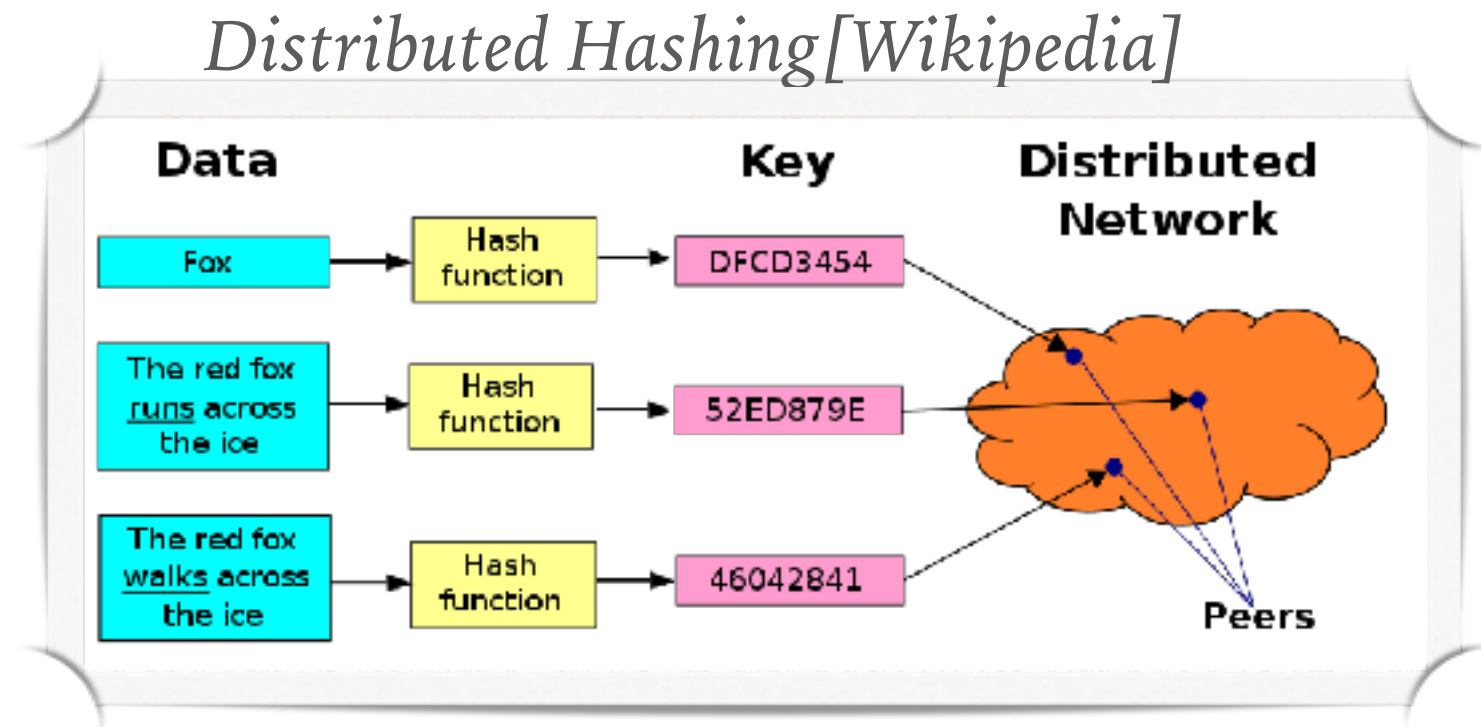 Distributed Hashing[Wikipedia]
Data
Key
Distributed
Network
Fox
Hash
function
DFCD3454
The red fox
runs across
the ice
Hash
function
52ED879E
The red fox
walks across
the ice
Hash
function
46042841
Peers